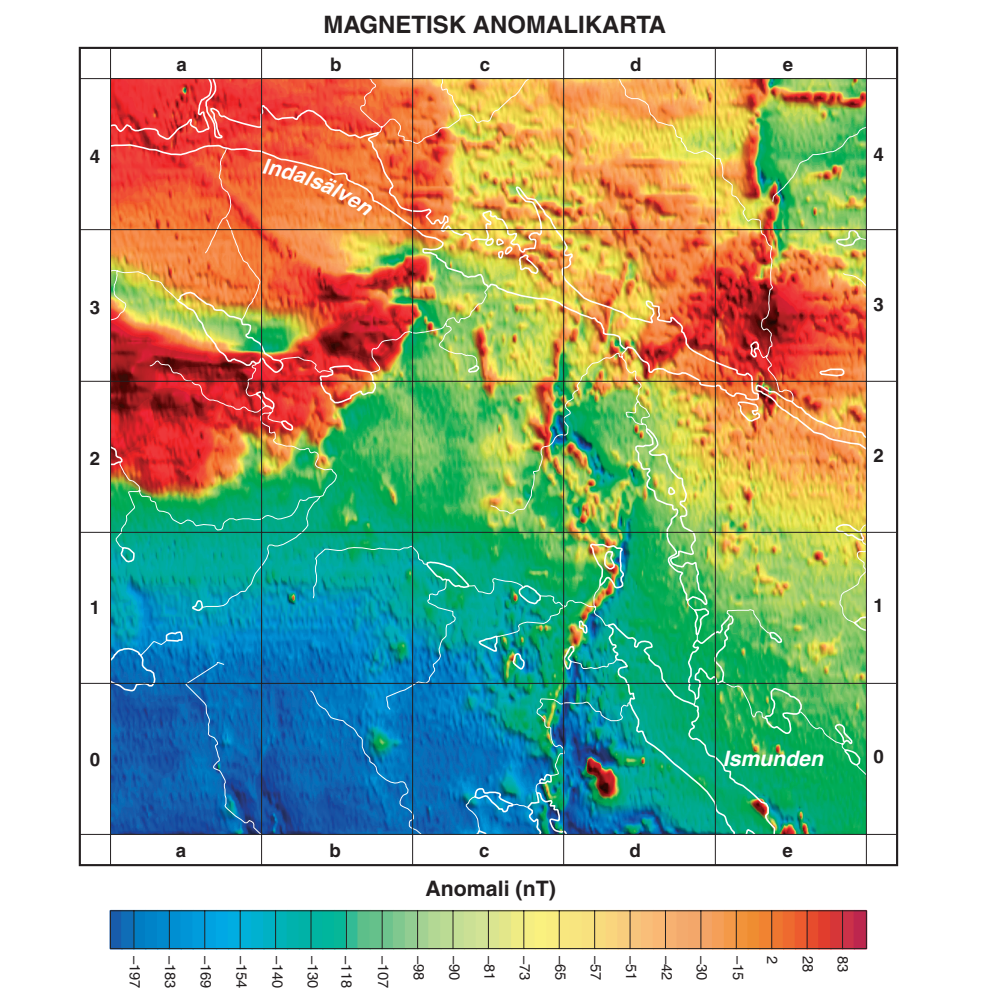 MAGNETISK ANOMALIKARTA
a b c d e
4 4
Indalsälven
3 3
2 2
1 1
0 0
Ismunden
a b c d e
Anomali (nT)
−197 −183 −169 −154 −140 −130 −118 −107 −98 −90 −81 −73 −65 −57 −51 −42 −30 −15 2 28 83